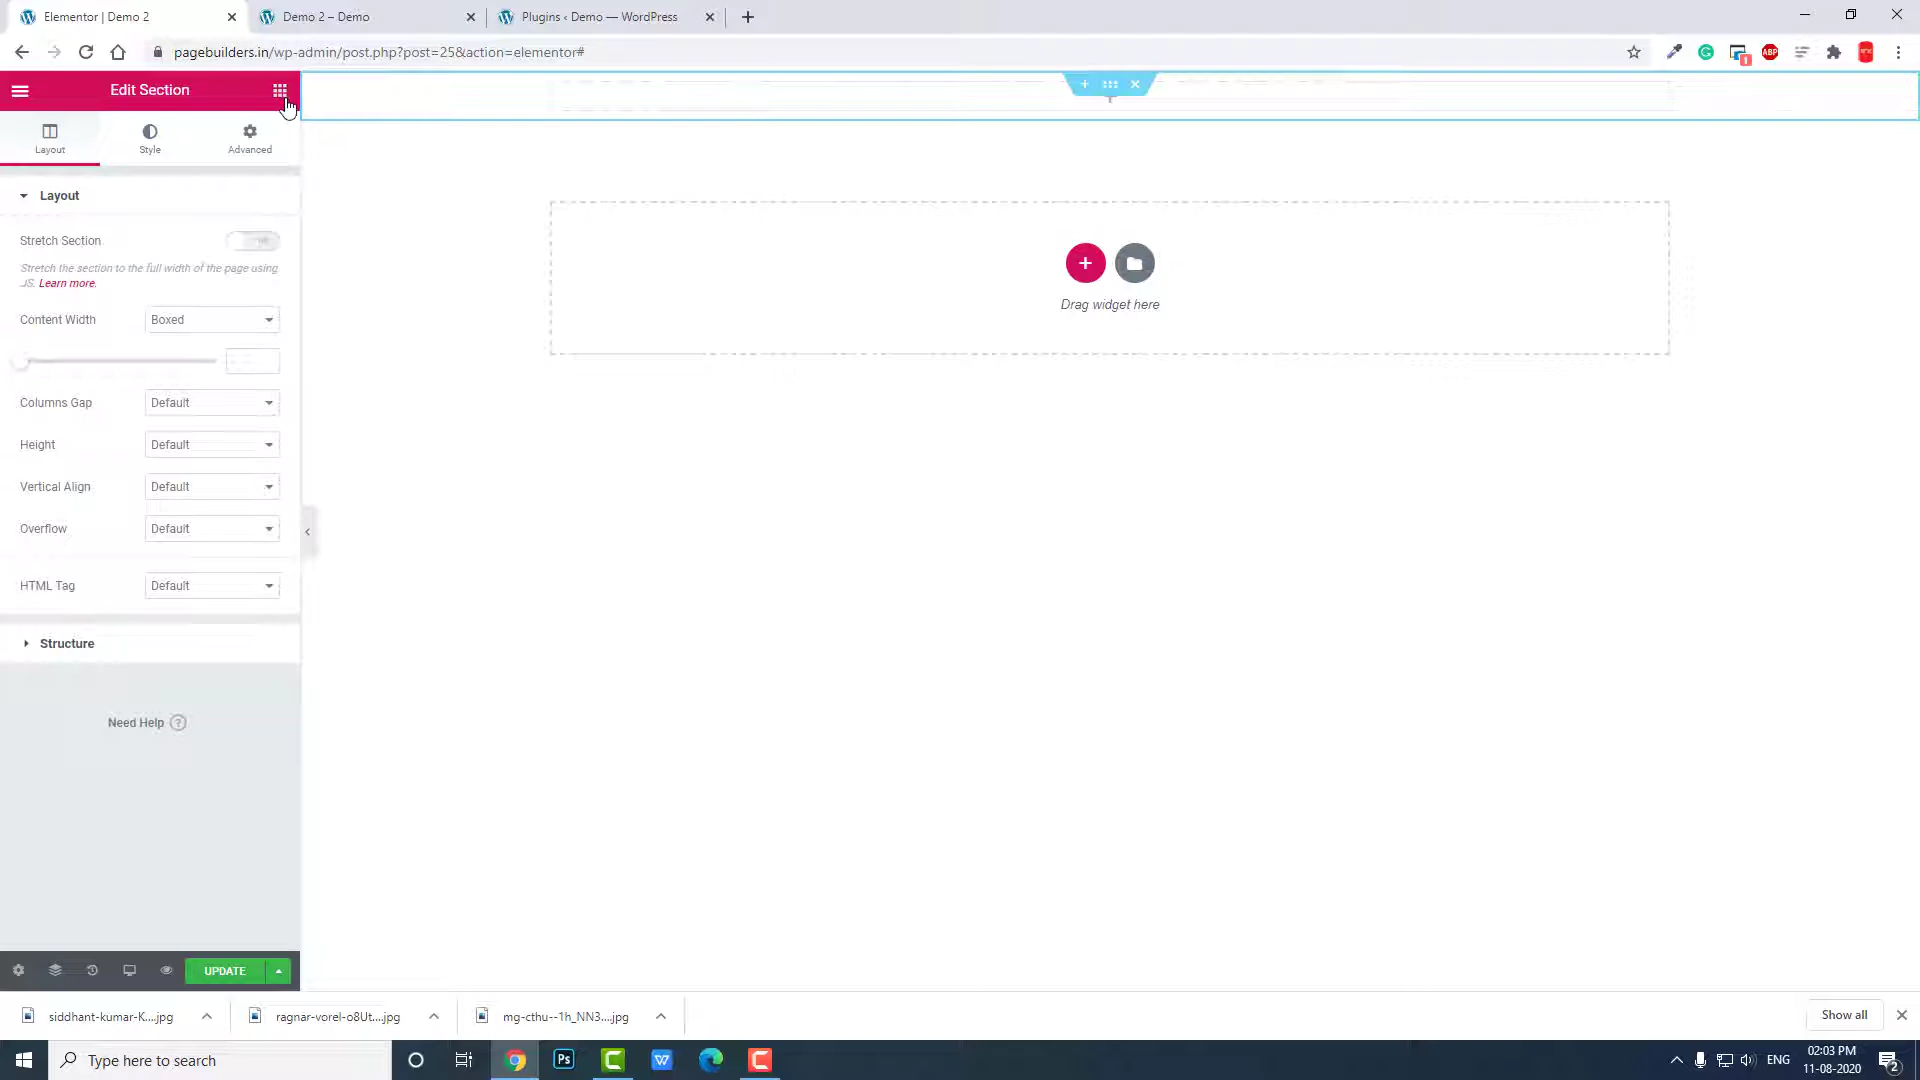 Elementor | Demo 2
Demo 2 – Demo
Plugins ‹ Demo — WordPress
pagebuilders.in/wp-admin/post.php?post=25&action=elementor#
ABP
1
Edit Section
Layout
Style
Advanced
Layout
Stretch Section
Stretch the section to the full width of the page using
JS. Learn more.
Content Width
Boxed
Columns Gap
Default
Height
Default
Vertical Align
Default
Overflow
Default
HTML Tag
Default
Structure
Need Help
?
UPDATE
Drag widget here
siddhant-kumar-K....jpg
ragnar-vorel-o8Ut....jpg
mg-cthu--1h_NN3....jpg
Show all
Type here to search
Ps
ENG
02:03 PM
11-08-2020
2